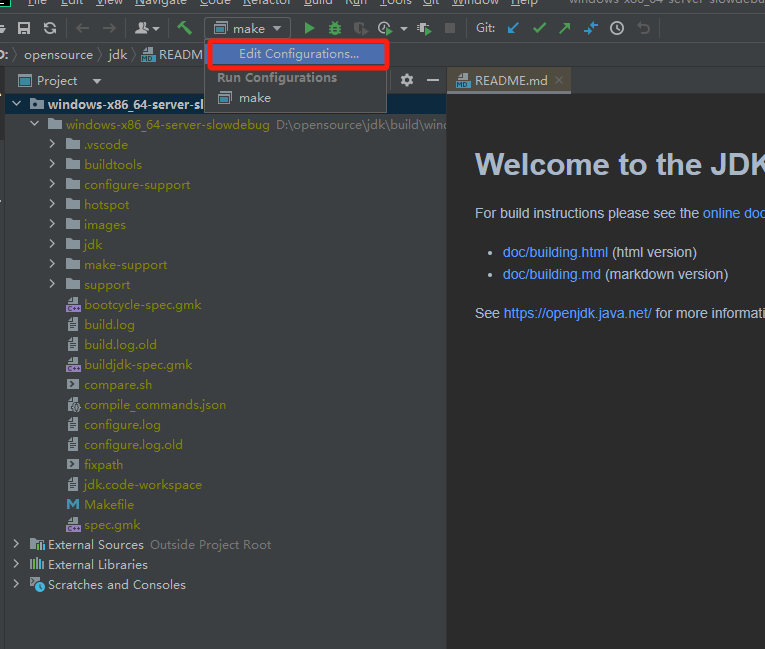 File Edit View Navigate Code Refactor Build Run Tools Git Window Help windows-x86_64-server-slowdebug
make Git:
D: opensource jdk README
Edit Configurations...
Run Configurations
make
Project
README.md
windows-x86_64-server-sl
windows-x86_64-server-slowdebug D:\opensource\jdk\build\wind
.vscode
buildtools
configure-support
hotspot
images
jdk
make-support
support
bootcycle-spec.gmk
build.log
build.log.old
buildjdk-spec.gmk
compare.sh
compile_commands.json
configure.log
configure.log.old
fixpath
jdk.code-workspace
Makefile
spec.gmk
External Sources Outside Project Root
External Libraries
Scratches and Consoles
Welcome to the JDK
For build instructions please see the online doc
doc/building.html (html version)
doc/building.md (markdown version)
See https://openjdk.java.net/ for more informati